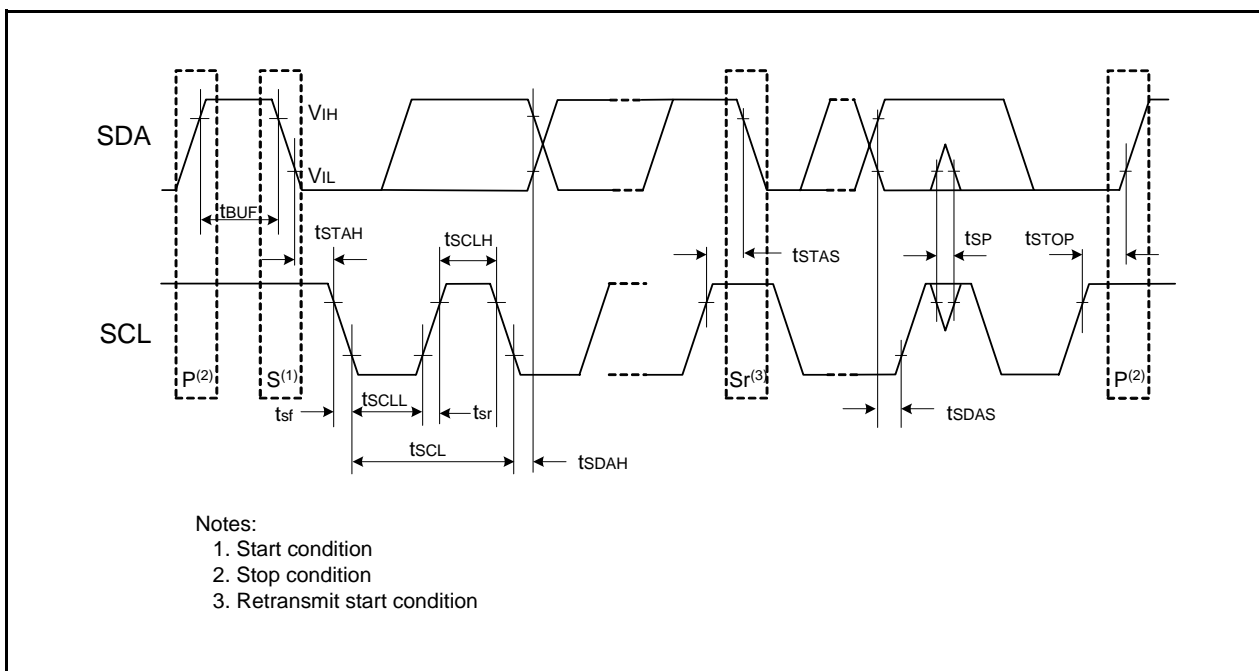 SDA
VIH
VIL
tBUF
tSTAH
tSCLH
tSTAS
tSP
tSTOP
SCL
P(2)
S(1)
Sr(3)
P(2)
tsf
tSCLL
tsr
tSDAS
tSCL
tSDAH
Notes:
1. Start condition
2. Stop condition
3. Retransmit start condition